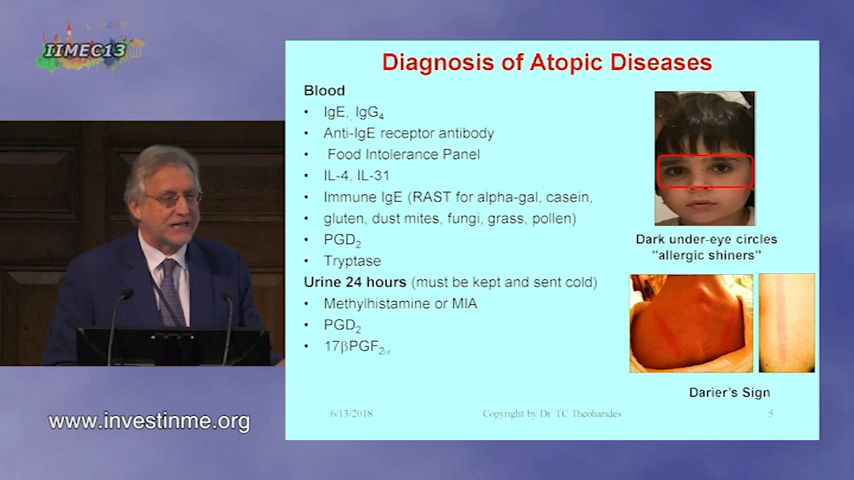 LONDON
IIMEC13
Diagnosis of Atopic Diseases
Blood
• IgE, IgG₄
• Anti-IgE receptor antibody
• Food Intolerance Panel
• IL-4, IL-31
• Immune IgE (RAST for alpha-gal, casein,
• gluten, dust mites, fungi, grass, pollen)
• PGD₂
• Tryptase
Urine 24 hours (must be kept and sent cold)
• Methylhistamine or MIA
• PGD₂
• 17βPGF₂α
Dark under-eye circles
"allergic shiners"
Darier's Sign
6/13/2018
Copyright by Dr. TC Theoharides
5
www.investinme.org